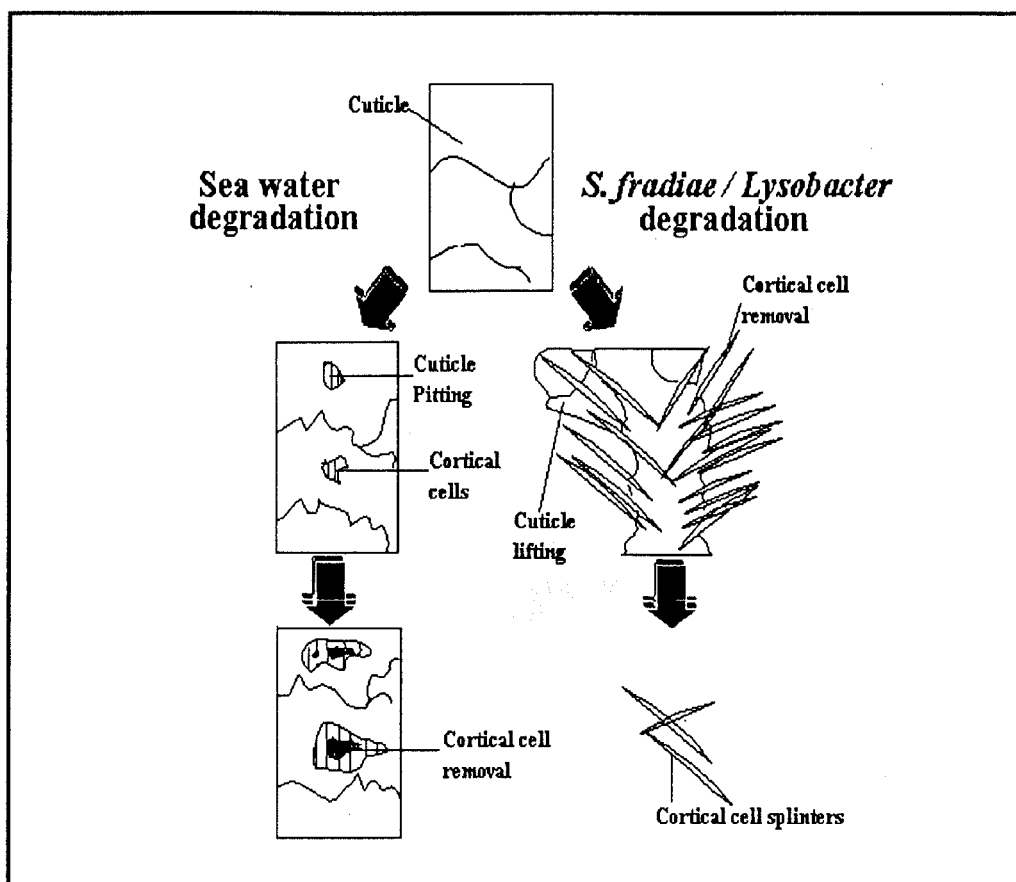 Cuticle
Sea water
degradation
S. fradiae / Lysobacter
degradation
Cortical cell
removal
Cuticle
Pitting
Cortical
cells
Cuticle
lifting
Cortical cell
removal
Cortical cell splinters